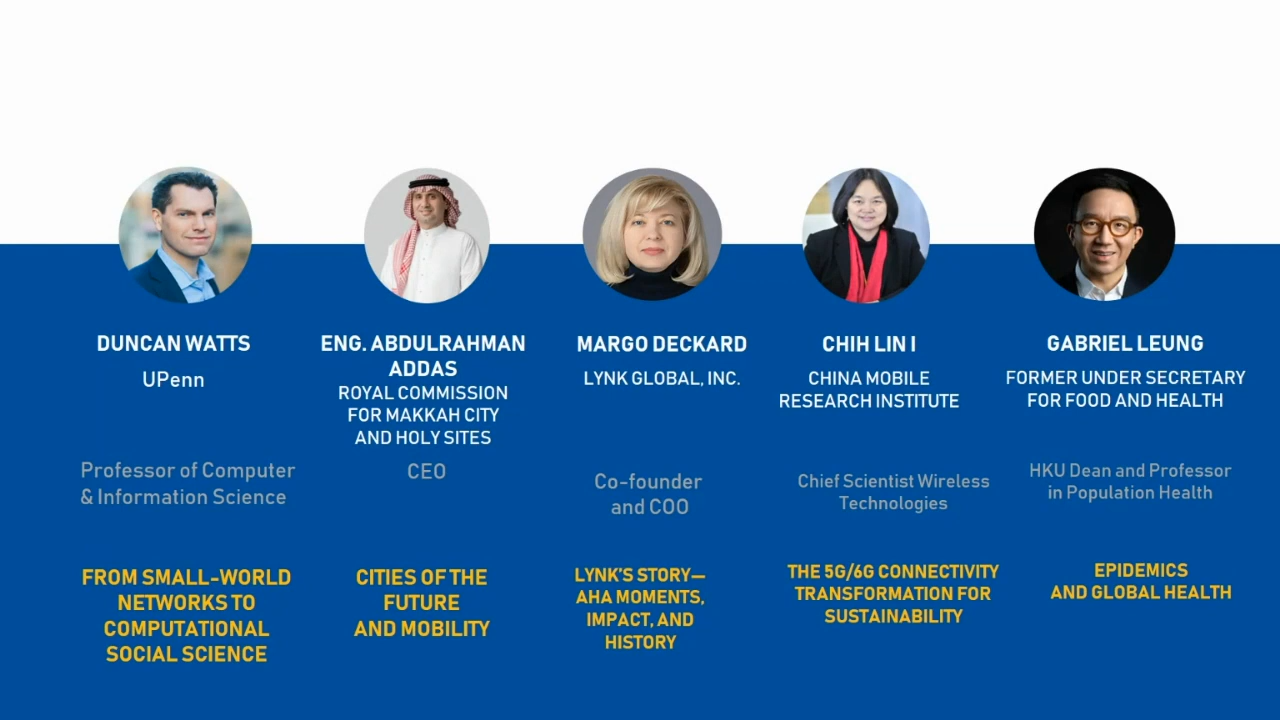 DUNCAN WATTS
UPenn
Professor of Computer
& Information Science
FROM SMALL-WORLD
NETWORKS TO
COMPUTATIONAL
SOCIAL SCIENCE
ENG. ABDULRAHMAN
ADDAS
ROYAL COMMISSION
FOR MAKKAH CITY
AND HOLY SITES
CEO
CITIES OF THE
FUTURE
AND MOBILITY
MARGO DECKARD
LYNK GLOBAL, INC.
Co-founder
and COO
LYNK'S STORY—
AHA MOMENTS,
IMPACT, AND
HISTORY
CHIH LIN I
CHINA MOBILE
RESEARCH INSTITUTE
Chief Scientist Wireless
Technologies
THE 5G/6G CONNECTIVITY
TRANSFORMATION FOR
SUSTAINABILITY
GABRIEL LEUNG
FORMER UNDER SECRETARY
FOR FOOD AND HEALTH
HKU Dean and Professor
in Population Health
EPIDEMICS
AND GLOBAL HEALTH